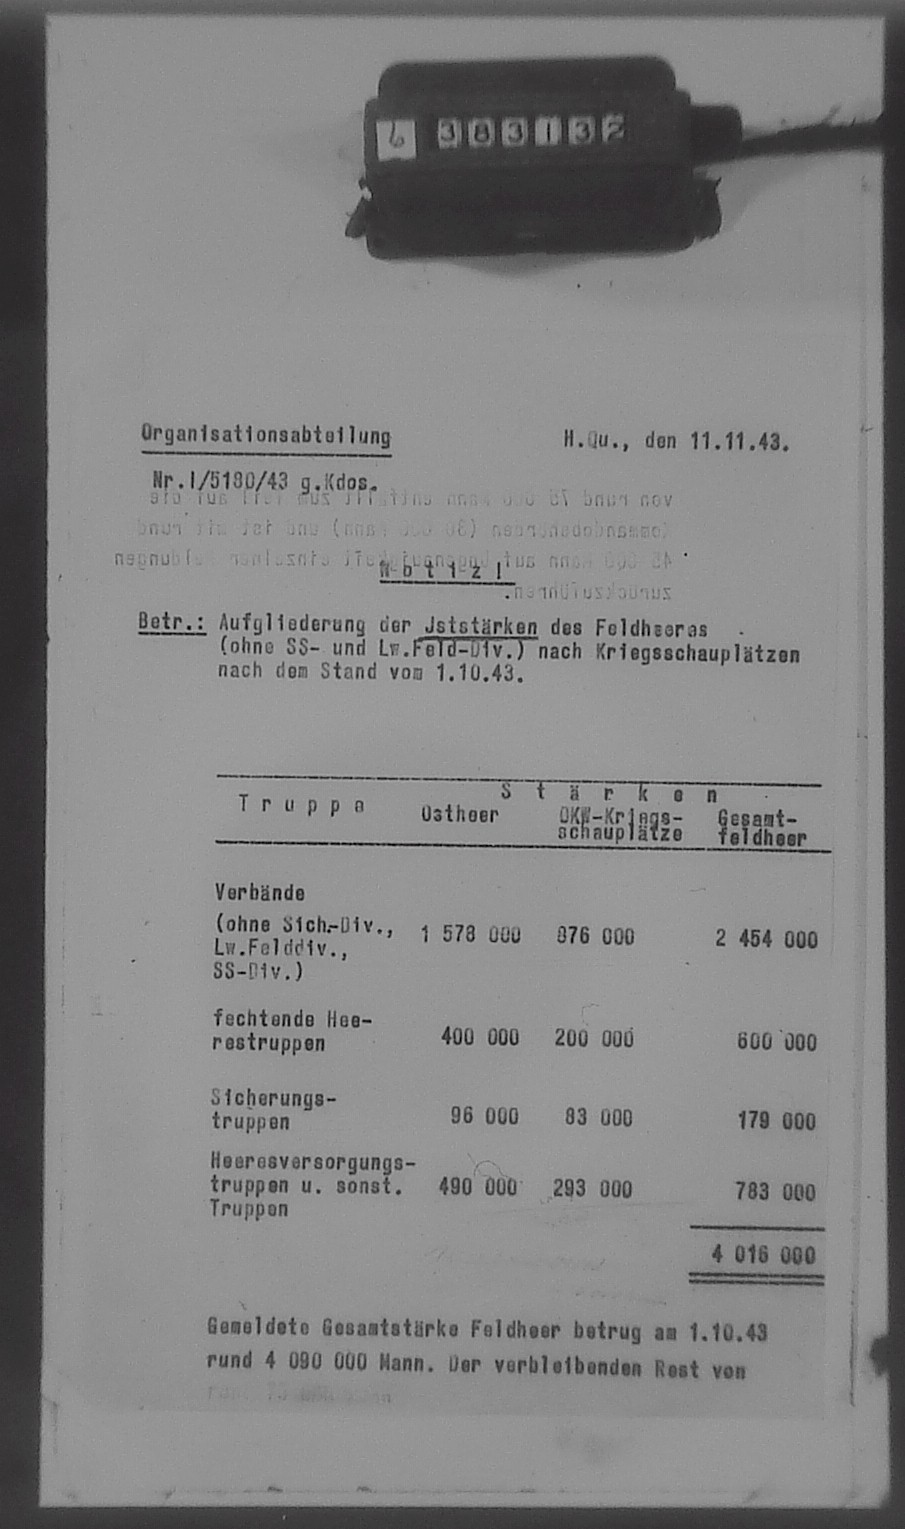 6 383132
Organisationsabteilung H.Qu., den 11.11.43.
Nr.I/5180/43 g.Kdos.
N o t i z !
Betr.: Aufgliederung der Jststärken des Feldheeres
(ohne SS- und Lw.Feld-Div.) nach Kriegsschauplätzen
nach dem Stand vom 1.10.43.
S t ä r k e n
T r u p p e Ostheer OKW-Kriegs- Gesamt-
schauplätze feldheer
Verbände
(ohne Sich.-Div., 1 578 000 876 000 2 454 000
Lw.Felddiv.,
SS-Div.)
fechtende Hee-
restruppen 400 000 200 000 600 000
Sicherungs-
truppen 96 000 83 000 179 000
Heeresversorgungs-
truppen u. sonst. 490 000 293 000 783 000
Truppen
4 016 000
Gemeldete Gesamtstärke Feldheer betrug am 1.10.43
rund 4 090 000 Mann. Der verbleibenden Rest von